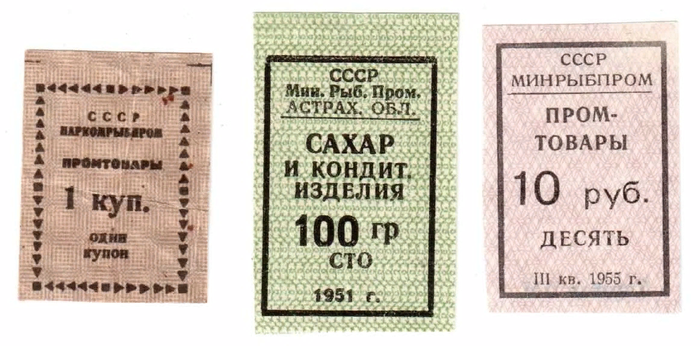 СССР
НАРКОМРЫБПРОМ
ПРОМТОВАРЫ
1 куп.
один
купон
СССР
Мин. Рыб. Пром.
АСТРАХ. ОБЛ.
САХАР
И КОНДИТ.
ИЗДЕЛИЯ
100 гр
СТО
1951 г.
СССР
МИНРЫБПРОМ
ПРОМ-
ТОВАРЫ
10 руб.
ДЕСЯТЬ
III кв. 1955 г.